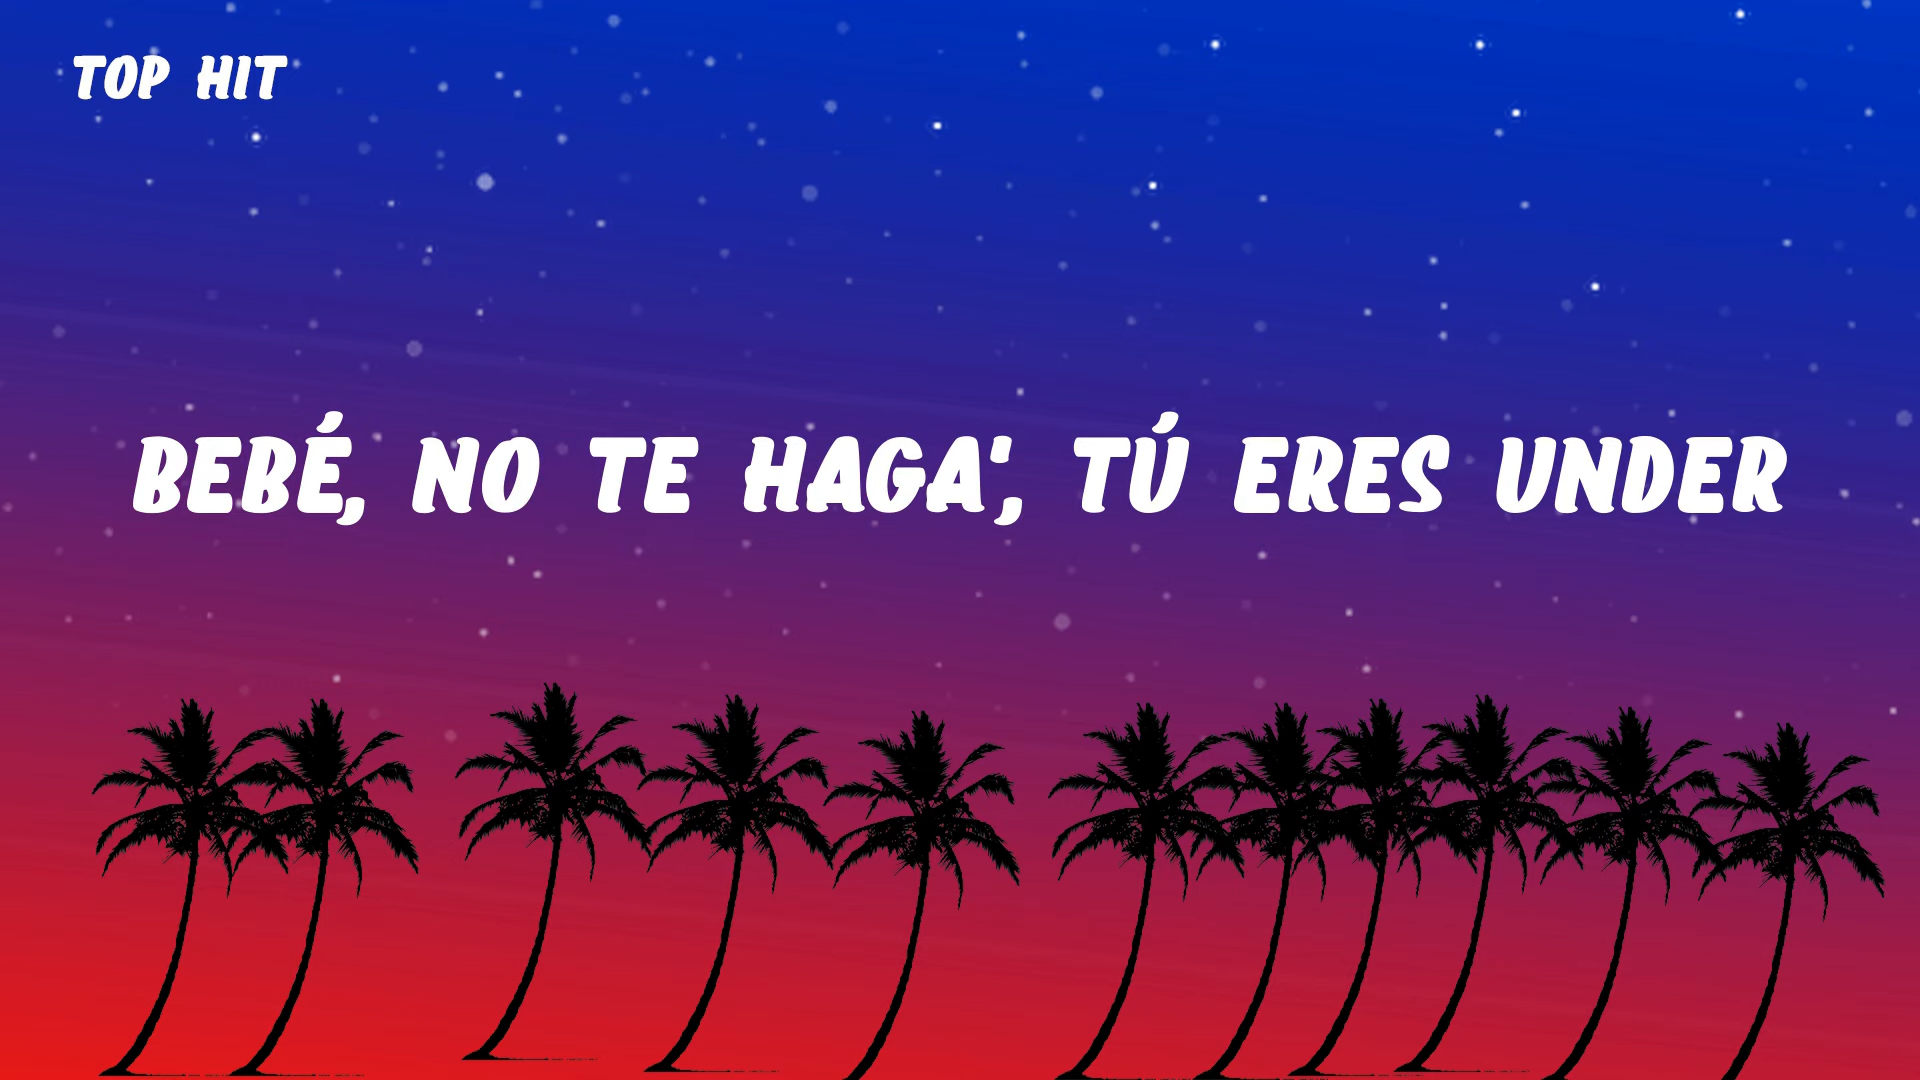 TOP HIT
BEBÉ, NO TE HAGA', TÚ ERES UNDER